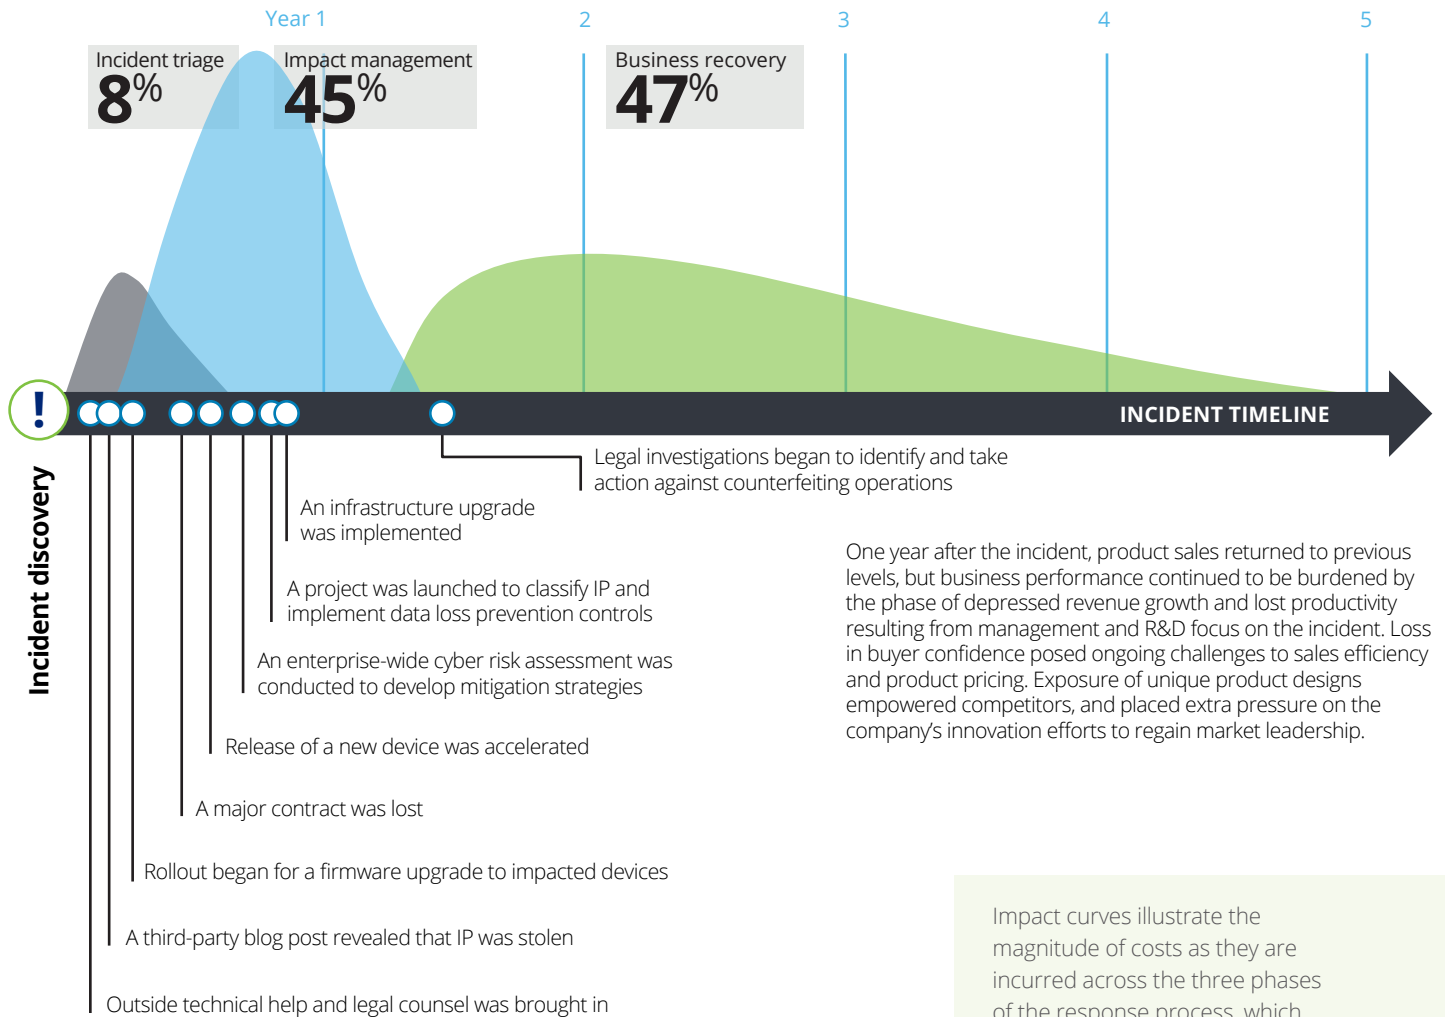 Year 1
2
3
4
5
Incident triage
8%
Impact management
45%
Business recovery
47%
!
INCIDENT TIMELINE
Incident discovery
Legal investigations began to identify and take
action against counterfeiting operations
An infrastructure upgrade
was implemented
A project was launched to classify IP and
implement data loss prevention controls
An enterprise-wide cyber risk assessment was
conducted to develop mitigation strategies
Release of a new device was accelerated
A major contract was lost
Rollout began for a firmware upgrade to impacted devices
A third-party blog post revealed that IP was stolen
Outside technical help and legal counsel was brought in
One year after the incident, product sales returned to previous
levels, but business performance continued to be burdened by
the phase of depressed revenue growth and lost productivity
resulting from management and R&D focus on the incident. Loss
in buyer confidence posed ongoing challenges to sales efficiency
and product pricing. Exposure of unique product designs
empowered competitors, and placed extra pressure on the
company’s innovation efforts to regain market leadership.
Impact curves illustrate the
magnitude of costs as they are
incurred across the three phases
of the response process, which